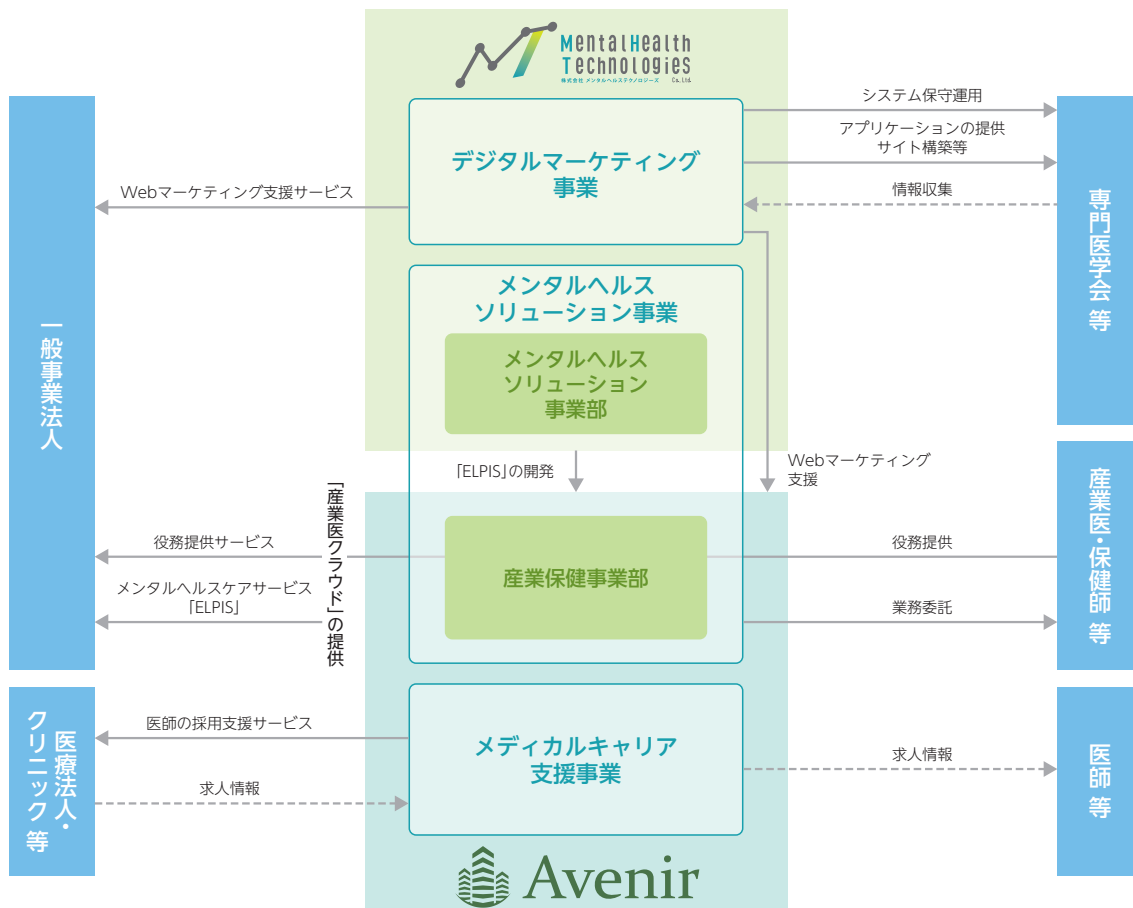 MentalHealth
Technologies
株式会社 メンタルヘルステクノロジーズ Co.,Ltd.
デジタルマーケティング
事業
システム保守運用
アプリケーションの提供
サイト構築等
情報収集
Webマーケティング支援サービス
専門医学会 等
一般事業法人
メンタルヘルス
ソリューション事業
メンタルヘルス
ソリューション
事業部
「ELPIS」の開発
Webマーケティング
支援
「産業医クラウド」の提供
役務提供サービス
メンタルヘルスケアサービス
「ELPIS」
産業保健事業部
役務提供
業務委託
産業医・保健師 等
医療法人・
クリニック 等
医師の採用支援サービス
求人情報
メディカルキャリア
支援事業
求人情報
医師 等
Avenir